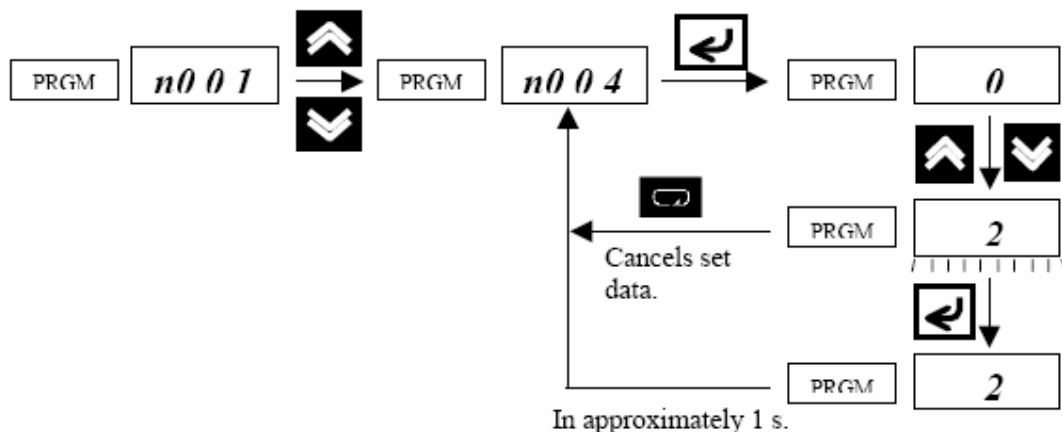 PRGM n0 0 1 PRGM n0 0 4 PRGM 0
PRGM 2
Cancels set
data.
PRGM 2
In approximately 1 s.